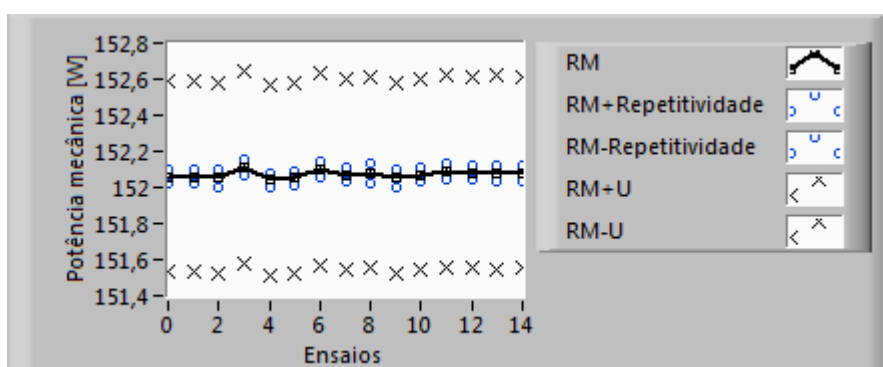 Potência mecânica [W]
152,8
152,6
152,4
152,2
152
151,8
151,6
151,4
0 2 4 6 8 10 12 14
Ensaios
RM
RM+Repetitividade
RM-Repetitividade
RM+U
RM-U